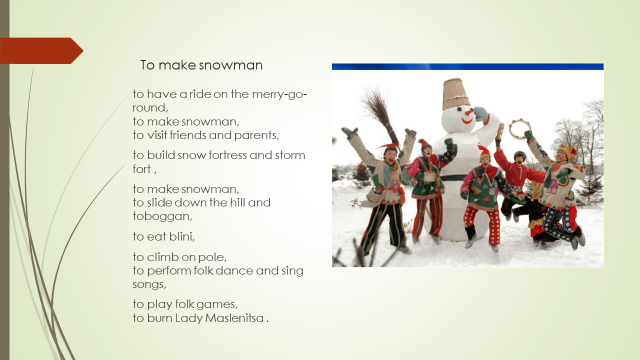 To make snowman
to have a ride on the merry-go-
round,
to make snowman,
to visit friends and parents,
to build snow fortress and storm
fort ,
to make snowman,
to slide down the hill and
toboggan,
to eat blini,
to climb on pole,
to perform folk dance and sing
songs,
to play folk games,
to burn Lady Maslenitsa .